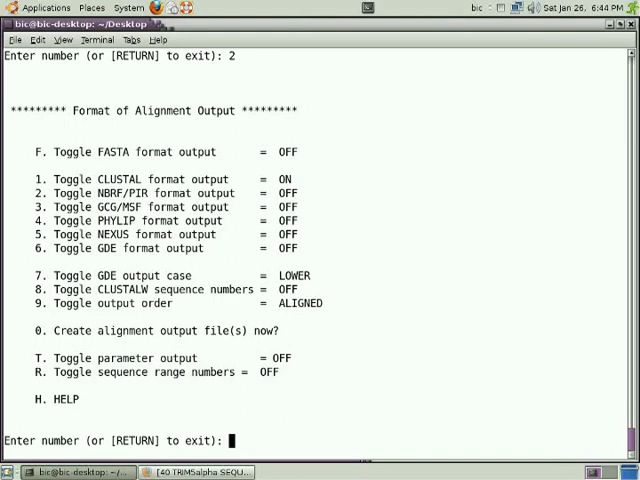 Applications Places System bic Sat Jan 26, 6:44 PM
bic@bic-desktop: ~/Desktop
File Edit View Terminal Tabs Help
Enter number (or [RETURN] to exit): 2
********* Format of Alignment Output *********
F. Toggle FASTA format output = OFF
1. Toggle CLUSTAL format output = ON
2. Toggle NBRF/PIR format output = OFF
3. Toggle GCG/MSF format output = OFF
4. Toggle PHYLIP format output = OFF
5. Toggle NEXUS format output = OFF
6. Toggle GDE format output = OFF
7. Toggle GDE output case = LOWER
8. Toggle CLUSTALW sequence numbers = OFF
9. Toggle output order = ALIGNED
0. Create alignment output file(s) now?
T. Toggle parameter output = OFF
R. Toggle sequence range numbers = OFF
H. HELP
Enter number (or [RETURN] to exit):
bic@bic-desktop: ~/... [40 TRIM5alpha SEQU...